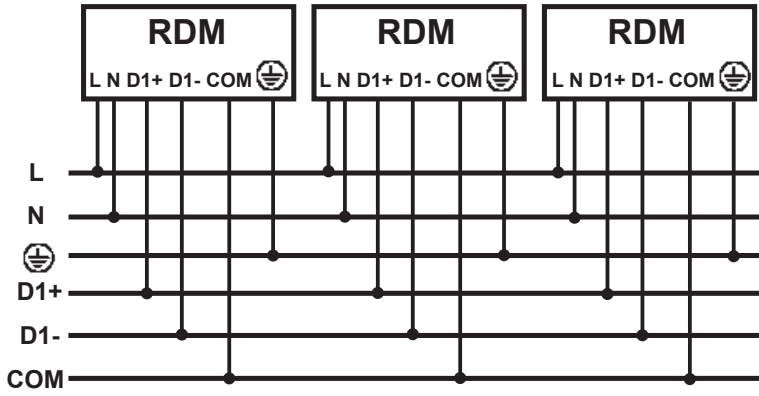 RDM RDM RDM
L N D1+ D1- COM L N D1+ D1- COM L N D1+ D1- COM
L
N
D1+
D1-
COM